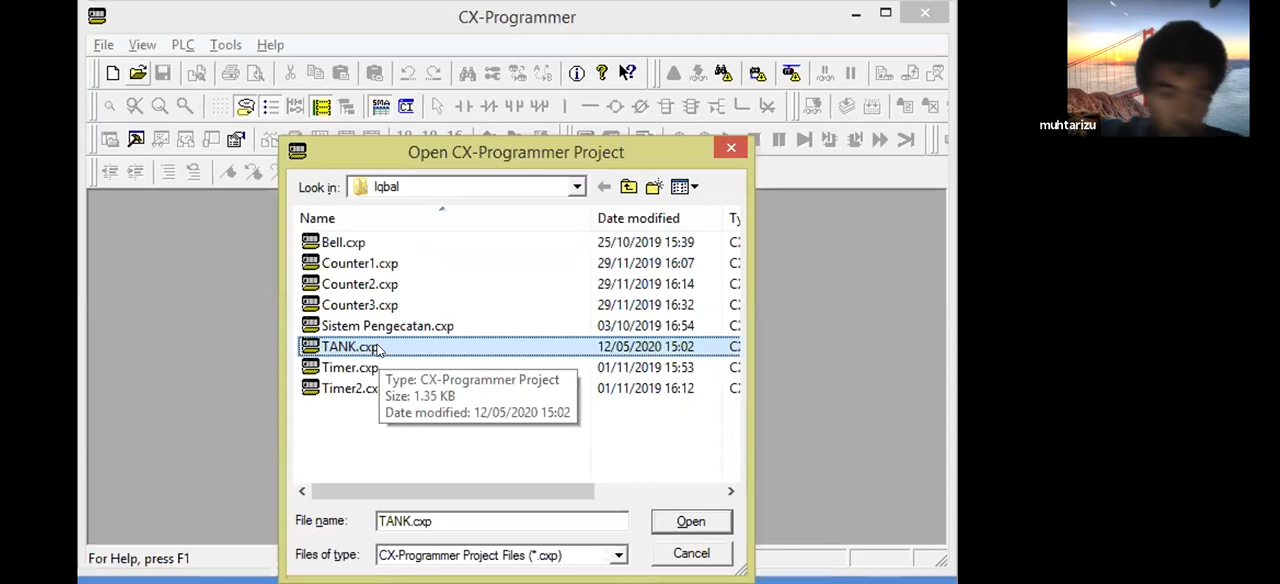 CX-Programmer
File View PLC Tools Help
muhtarizu
Open CX-Programmer Project
Look in: Iqbal
Name Date modified Ty
Bell.cxp 25/10/2019 15:39 C
Counter1.cxp 29/11/2019 16:07 C
Counter2.cxp 29/11/2019 16:14 C
Counter3.cxp 29/11/2019 16:32 C
Sistem Pengecatan.cxp 03/10/2019 16:54 C
TANK.cxp 12/05/2020 15:02 C
Timer.cxp 01/11/2019 15:53 C
Timer2.cx 01/11/2019 16:12 C
Type: CX-Programmer Project
Size: 1.35 KB
Date modified: 12/05/2020 15:02
File name: TANK.cxp Open
Files of type: CX-Programmer Project Files (*.cxp) Cancel
For Help, press F1